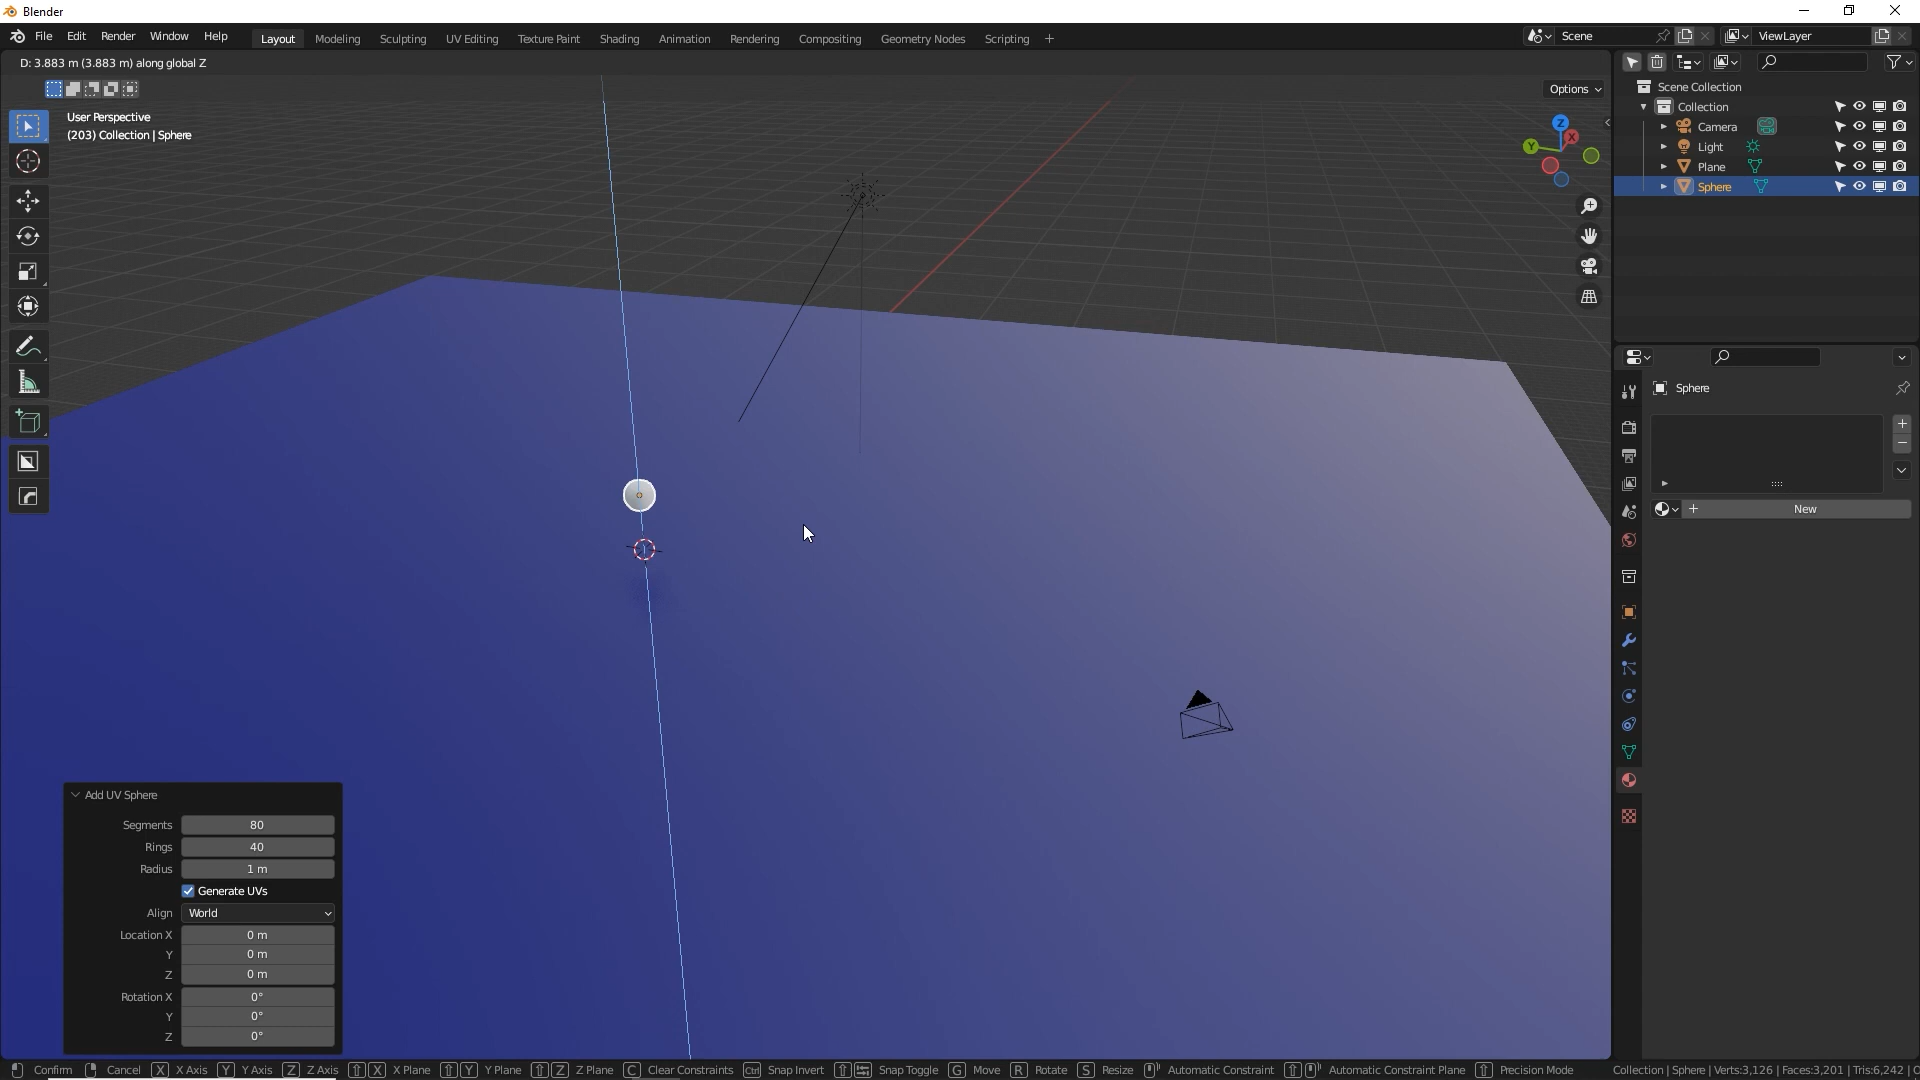 Blender
File Edit Render Window Help Layout Modeling Sculpting UV Editing Texture Paint Shading Animation Rendering Compositing Geometry Nodes Scripting + Scene ViewLayer
D: 3.883 m (3.883 m) along global Z
Options
User Perspective
(203) Collection | Sphere
Z
X
Y
Scene Collection
Collection
Camera
Light
Plane
Sphere
Sphere
New
Add UV Sphere
Segments 80
Rings 40
Radius 1 m
Generate UVs
Align World
Location X 0 m
Y 0 m
Z 0 m
Rotation X 0°
Y 0°
Z 0°
Confirm Cancel X X Axis Y Y Axis Z Z Axis X X Plane Y Y Plane Z Z Plane C Clear Constraints Ctrl Snap Invert Snap Toggle G Move R Rotate S Resize Automatic Constraint Automatic Constraint Plane Precision Mode Collection | Sphere | Verts:3,126 | Faces:3,201 | Tris:6,242 |